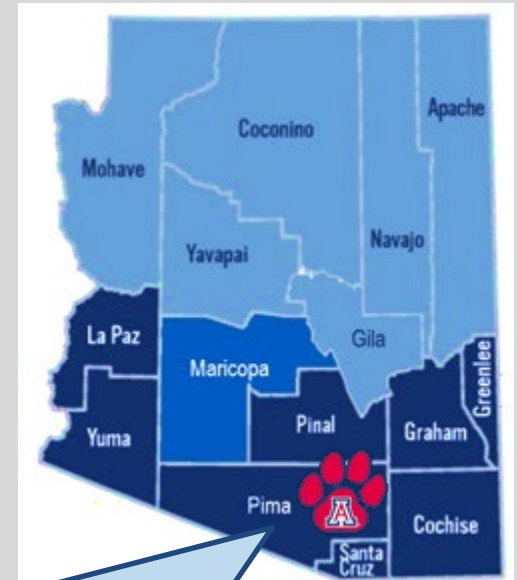 Apache
Coconino
Mohave
Navajo
Yavapai
La Paz
Gila
Greenlee
Maricopa
Pinal
Graham
Yuma
A
Pima
Cochise
Santa
Cruz